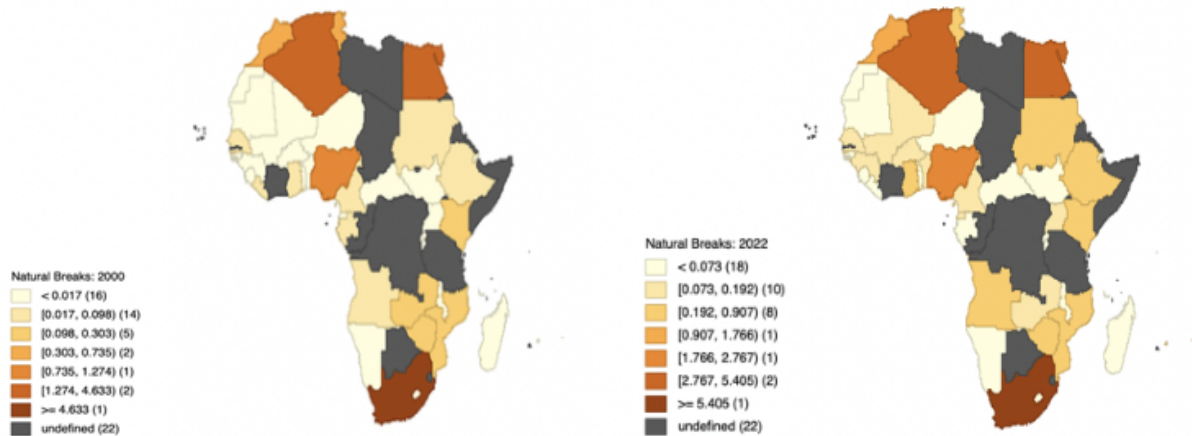 Natural Breaks: 2000
< 0.017 (16)
[0.017, 0.098) (14)
[0.098, 0.303) (5)
[0.303, 0.735) (2)
[0.735, 1.274) (1)
[1.274, 4.633) (2)
>= 4.633 (1)
undefined (22)
Natural Breaks: 2022
< 0.073 (18)
[0.073, 0.192) (10)
[0.192, 0.907) (8)
[0.907, 1.766) (1)
[1.766, 2.767) (1)
[2.767, 5.405) (2)
>= 5.405 (1)
undefined (22)